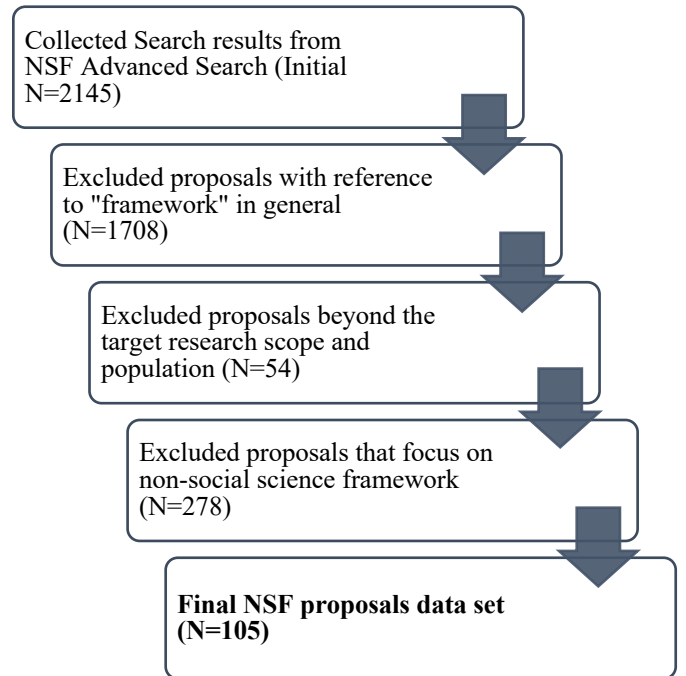 Collected Search results from
NSF Advanced Search (Initial
N=2145)
Excluded proposals with reference
to "framework" in general
(N=1708)
Excluded proposals beyond the
target research scope and
population (N=54)
Excluded proposals that focus on
non-social science framework
(N=278)
Final NSF proposals data set
(N=105)